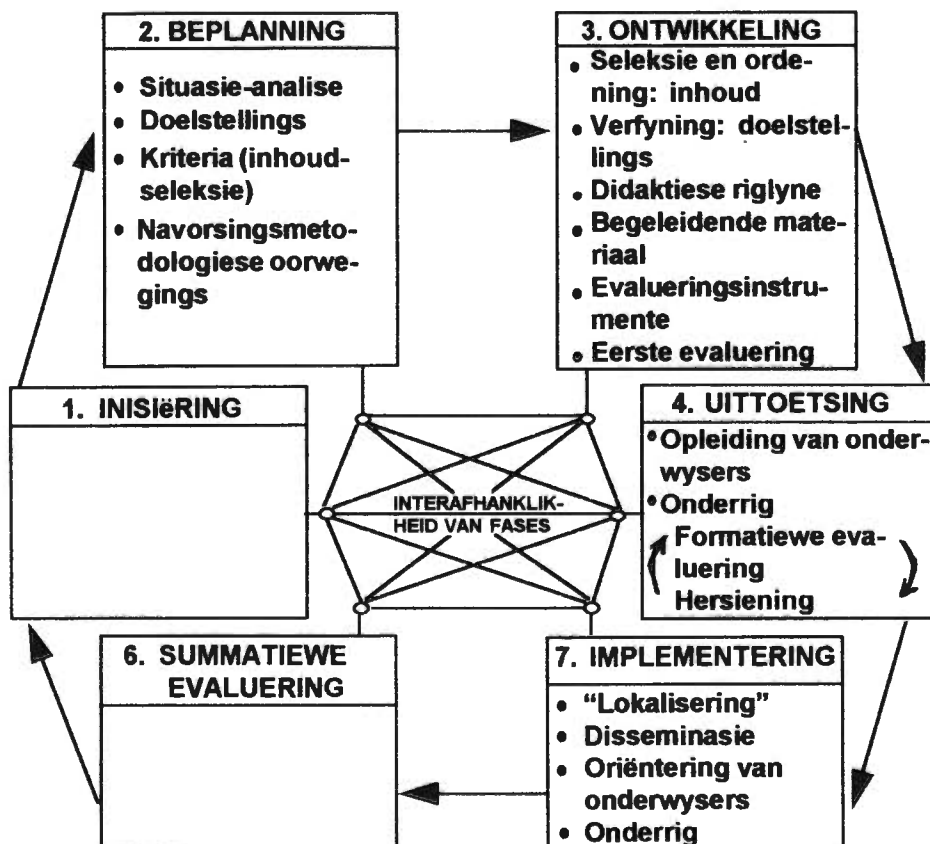 2. BEPLANNING
• Situasie-analise
• Doelstellings
• Kriteria (inhoud-
seleksie)
• Navorsingsmeto-
dologiese oorwe-
gings
3. ONTWIKKELING
• Seleksie en orde-
ning: inhoud
• Verfyning: doelstel-
lings
• Didaktiese riglyne
• Begeleidende mate-
riaal
• Evalueringsinstru-
mente
• Eerste evaluering
1. INISIëRING
INTERAFHANKLIK-
HEID VAN FASES
4. UITTOETSING
• Opleiding van onder-
wysers
• Onderrig
Formatiewe eva-
luering
Hersiening
6. SUMMATIEWE
EVALUERING
7. IMPLEMENTERING
• “Lokalisering”
• Disseminasie
• Oriëntering van
onderwysers
• Onderrig